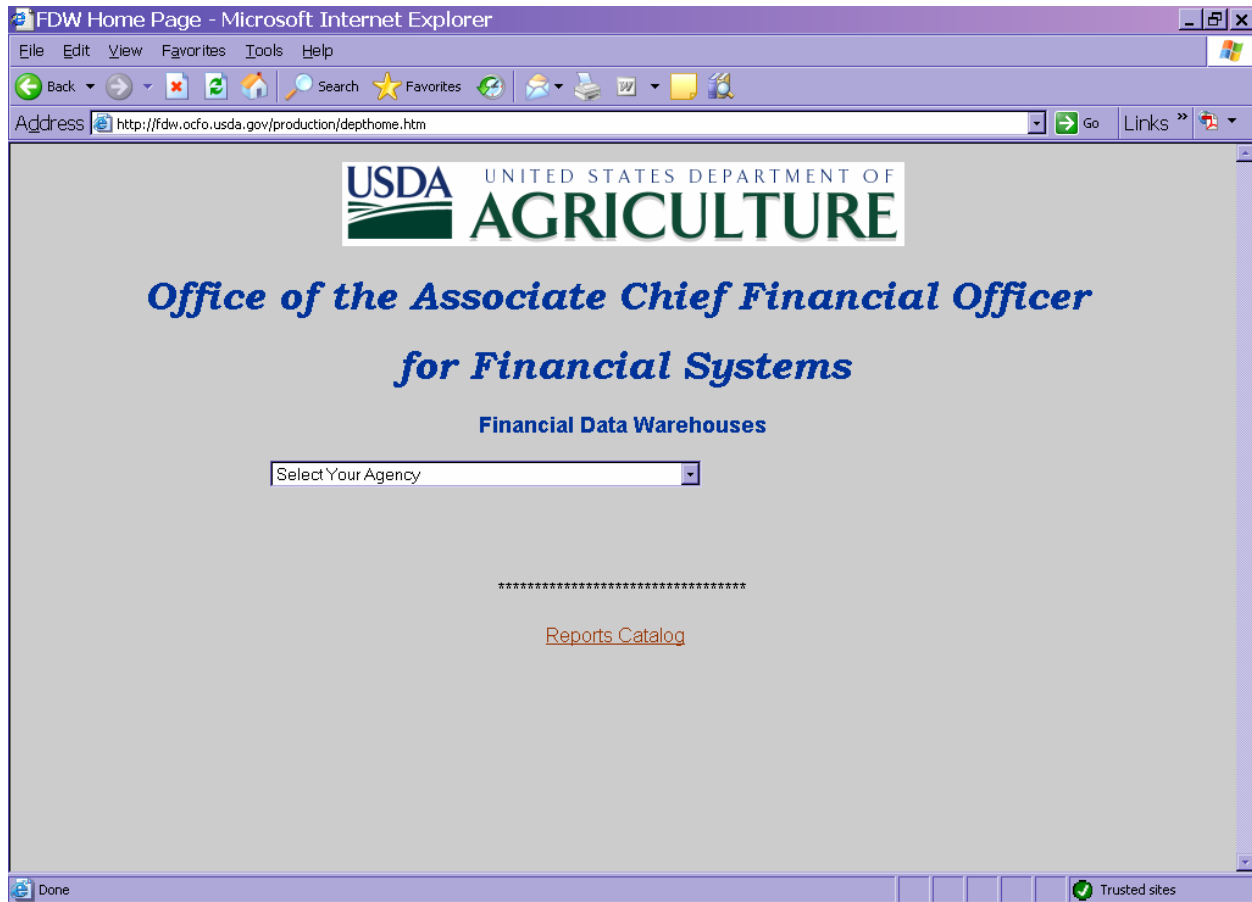 FDW Home Page - Microsoft Internet Explorer
File Edit View Favorites Tools Help
Back Search Favorites
Address http://fdw.ocfo.usda.gov/production/depthome.htm Go Links »
USDA UNITED STATES DEPARTMENT OF
AGRICULTURE
Office of the Associate Chief Financial Officer
for Financial Systems
Financial Data Warehouses
Select Your Agency
**********************************
Reports Catalog
Done Trusted sites